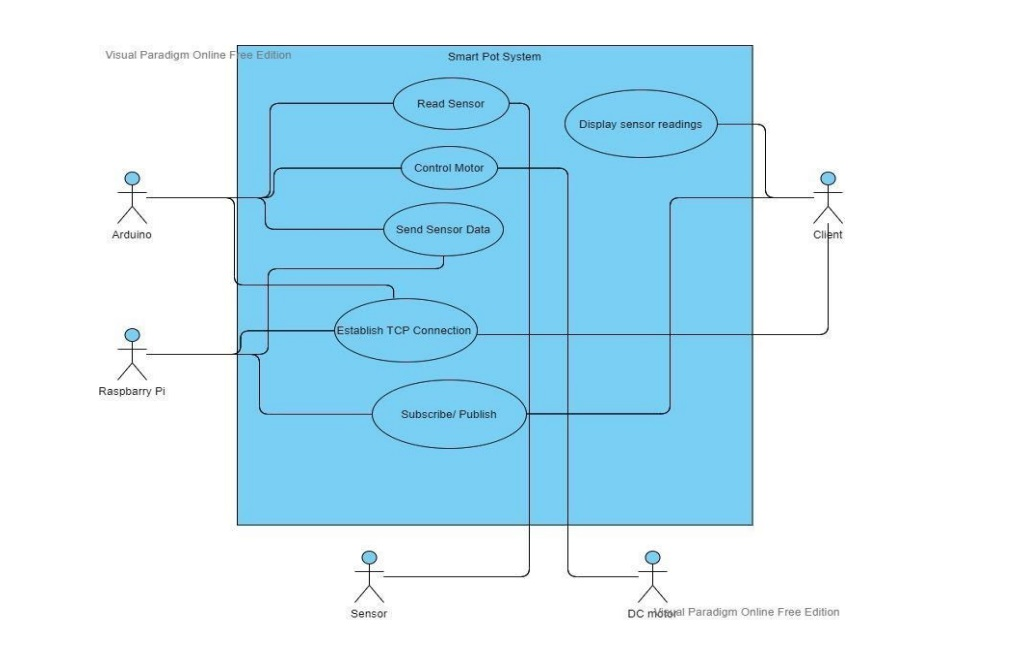 Visual Paradigm Online Free Edition
Smart Pot System
Read Sensor
Display sensor readings
Control Motor
Send Sensor Data
Arduino
Client
Establish TCP Connection
Raspbarry Pi
Subscribe/ Publish
Sensor
DC motor
Visual Paradigm Online Free Edition